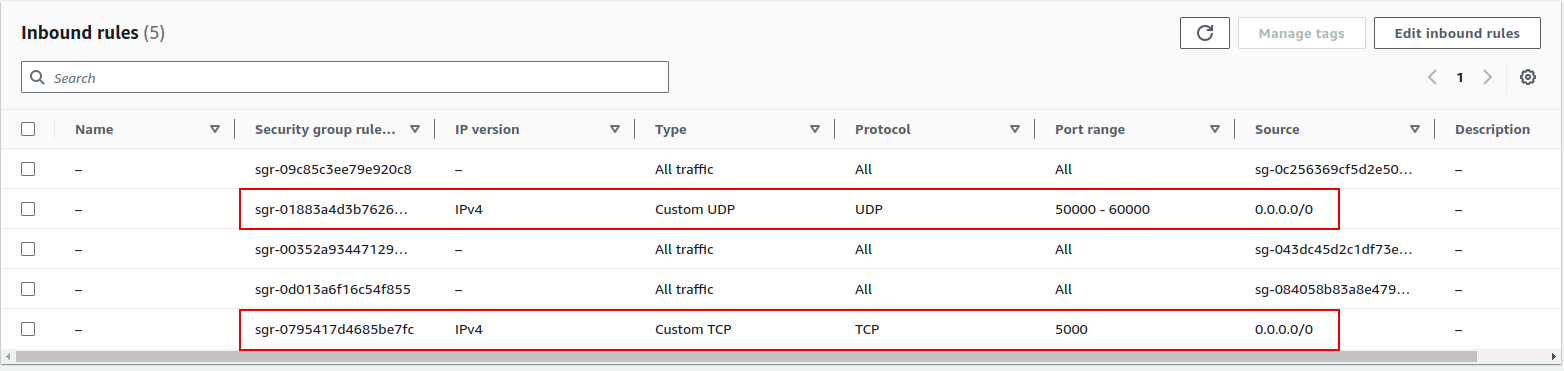 Inbound rules (5)
Manage tags
Edit inbound rules
Search
1
Name Security group rule... IP version Type Protocol Port range Source Description
– sgr-09c85c3ee79e920c8 – All traffic All All sg-0c256369cf5d2e50... –
– sgr-01883a4d3b7626... IPv4 Custom UDP UDP 50000 - 60000 0.0.0.0/0 –
– sgr-00352a93447129... – All traffic All All sg-043dc45d2c1df73e... –
– sgr-0d013a6f16c54f855 – All traffic All All sg-084058b83a8e479... –
– sgr-0795417d4685be7fc IPv4 Custom TCP TCP 5000 0.0.0.0/0 –